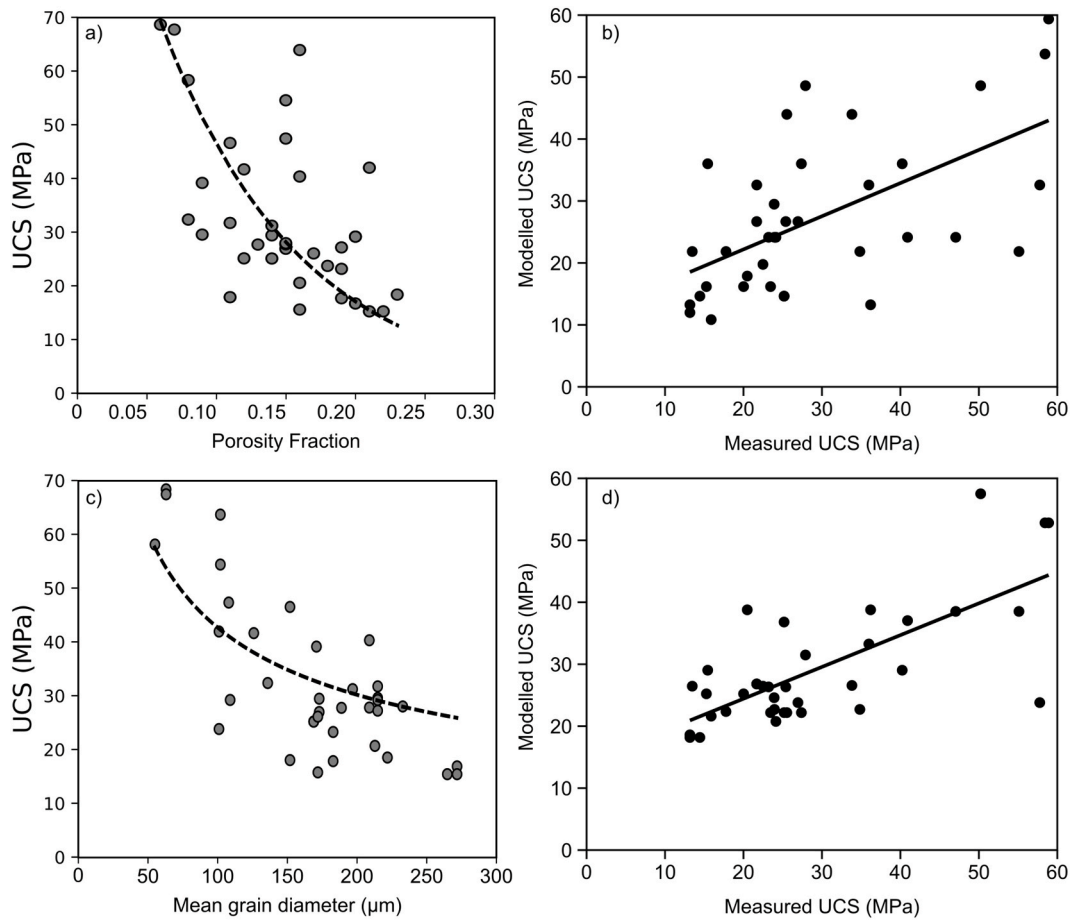 a)
UCS (MPa)
70
60
50
40
30
20
10
0
0 0.05 0.10 0.15 0.20 0.25 0.30
Porosity Fraction
b)
Modelled UCS (MPa)
60
50
40
30
20
10
0
0 10 20 30 40 50 60
Measured UCS (MPa)
c)
UCS (MPa)
70
60
50
40
30
20
10
0
0 50 100 150 200 250 300
Mean grain diameter (μm)
d)
Modelled UCS (MPa)
60
50
40
30
20
10
0
0 10 20 30 40 50 60
Measured UCS (MPa)